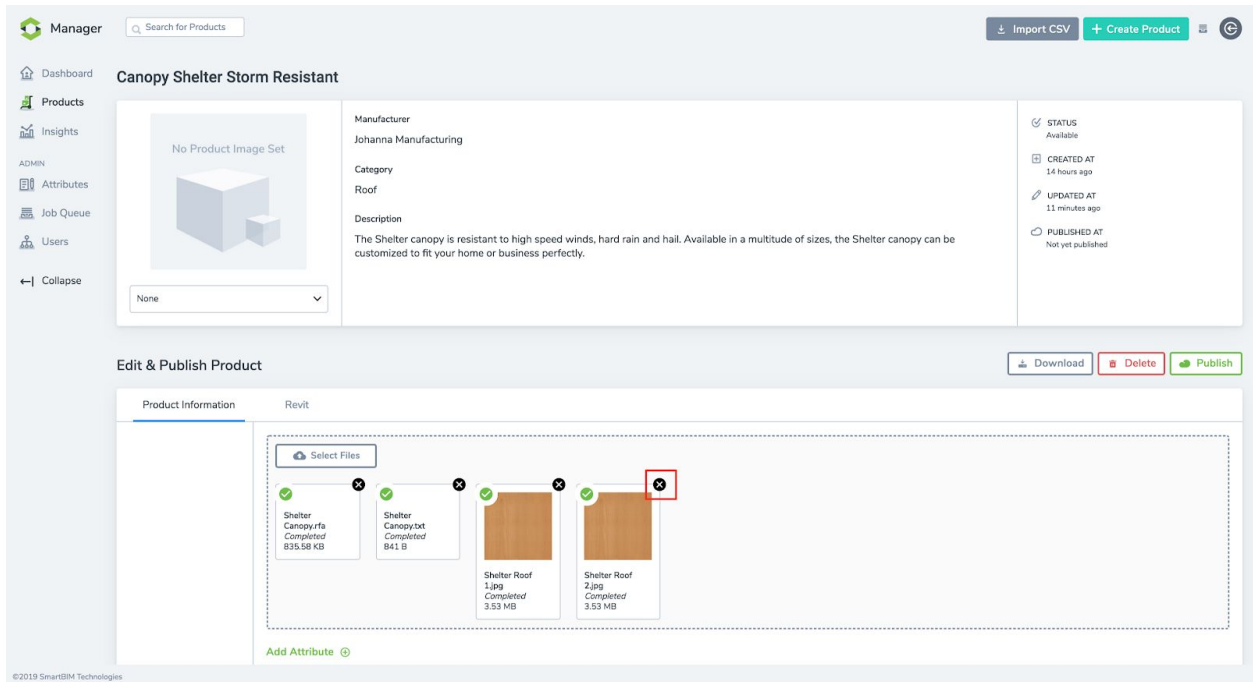 Manager
Search for Products
Import CSV
+ Create Product
Dashboard
Products
Insights
ADMIN
Attributes
Job Queue
Users
Collapse
Canopy Shelter Storm Resistant
No Product Image Set
None
Manufacturer
Johanna Manufacturing
Category
Roof
Description
The Shelter canopy is resistant to high speed winds, hard rain and hail. Available in a multitude of sizes, the Shelter canopy can be
customized to fit your home or business perfectly.
STATUS
Available
CREATED AT
14 hours ago
UPDATED AT
11 minutes ago
PUBLISHED AT
Not yet published
Edit & Publish Product
Download
Delete
Publish
Product Information
Revit
Select Files
Shelter
Canopy.rfa
Completed
835.58 KB
Shelter
Canopy.txt
Completed
841 B
Shelter Roof
1.jpg
Completed
3.53 MB
Shelter Roof
2.jpg
Completed
3.53 MB
Add Attribute
©2019 SmartBIM Technologies